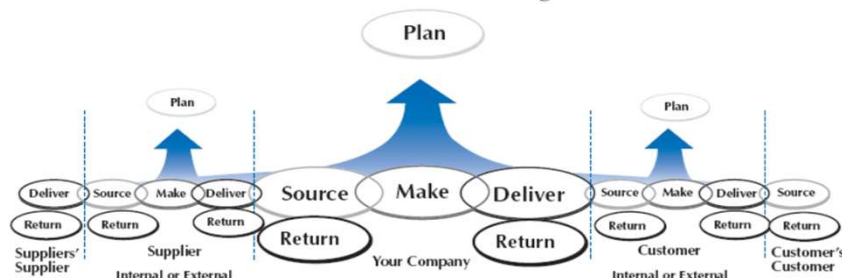 Plan
Plan
Plan
Deliver Source Make Deliver Source Make Deliver Source Make Deliver Source
Return Return Return Return Return Return Return Return
Suppliers' Supplier
Supplier
Internal or External
Your Company
Customer
Internal or External
Customer's Customer